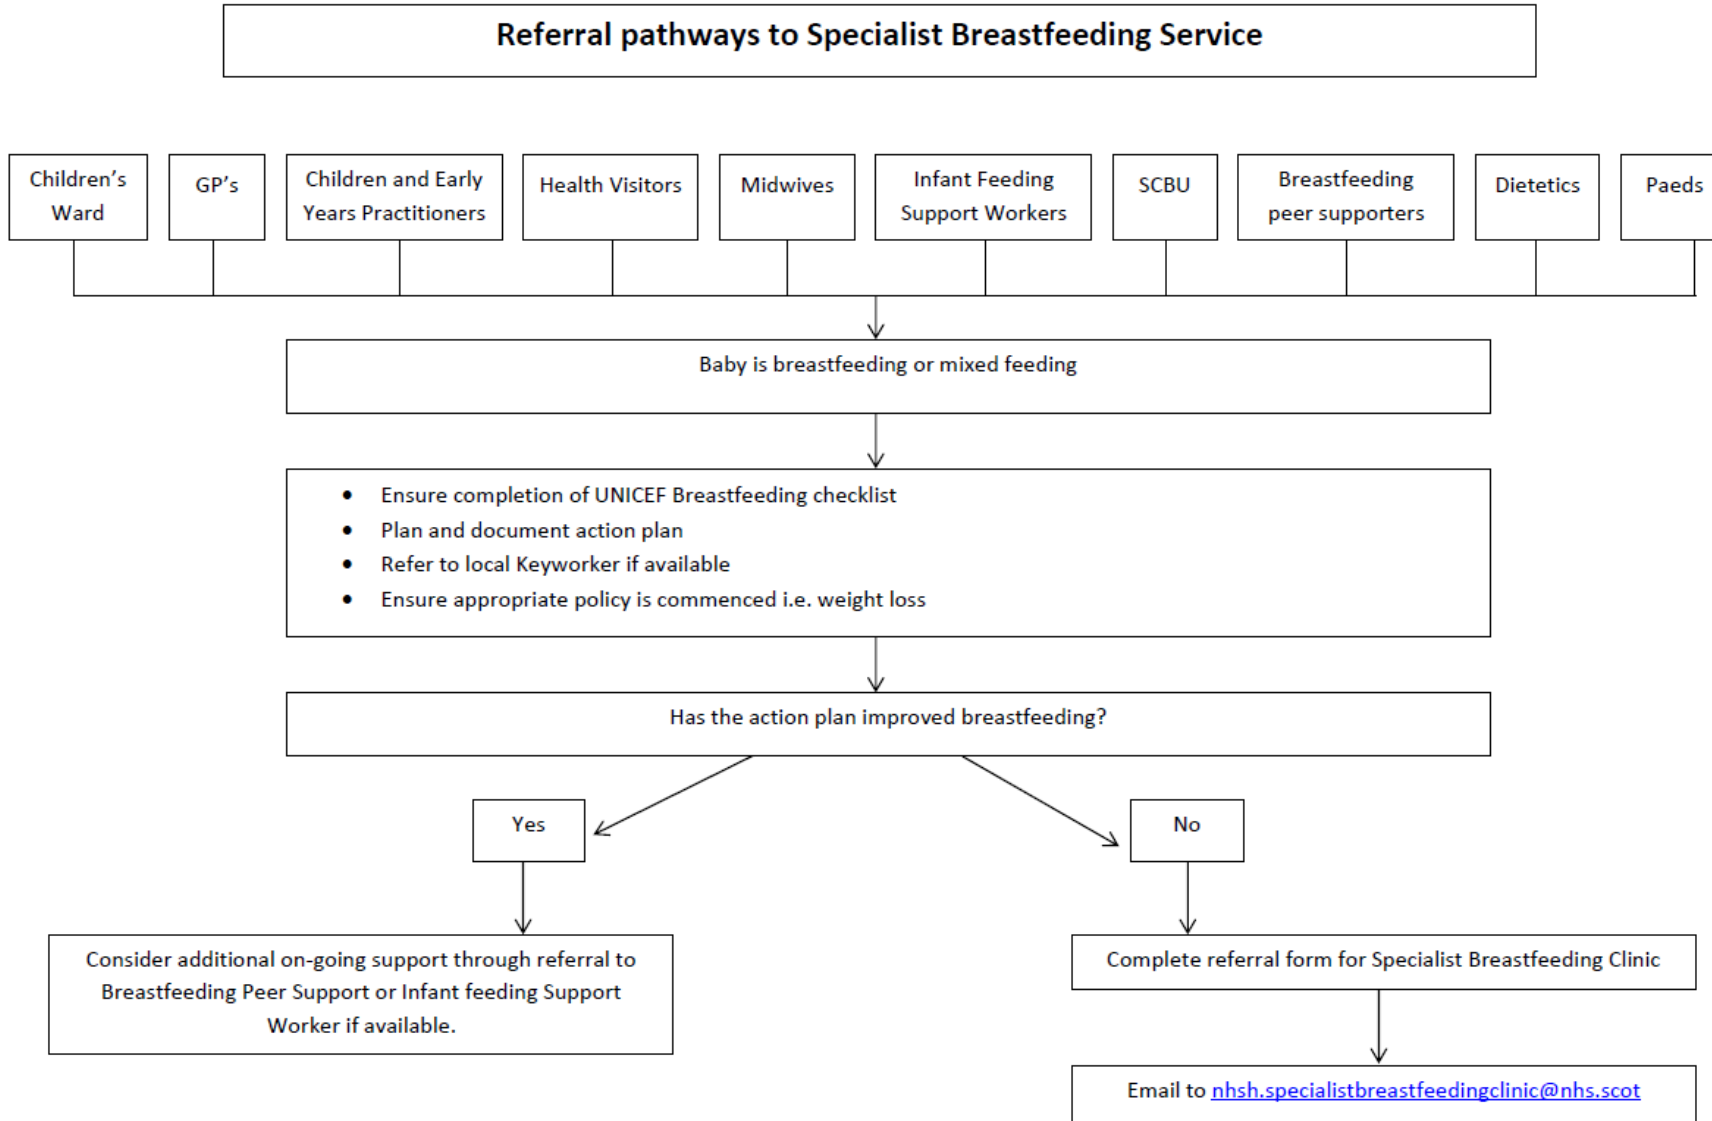 Referral pathways to Specialist Breastfeeding Service
Children's
Ward
GP's
Children and Early
Years Practitioners
Health Visitors
Midwives
Infant Feeding
Support Workers
SCBU
Breastfeeding
peer supporters
Dietetics
Paeds
Baby is breastfeeding or mixed feeding
• Ensure completion of UNICEF Breastfeeding checklist
• Plan and document action plan
• Refer to local Keyworker if available
• Ensure appropriate policy is commenced i.e. weight loss
Has the action plan improved breastfeeding?
Yes
No
Consider additional on-going support through referral to
Breastfeeding Peer Support or Infant feeding Support
Worker if available.
Complete referral form for Specialist Breastfeeding Clinic
Email to nhsh.specialistbreastfeedingclinic@nhs.scot